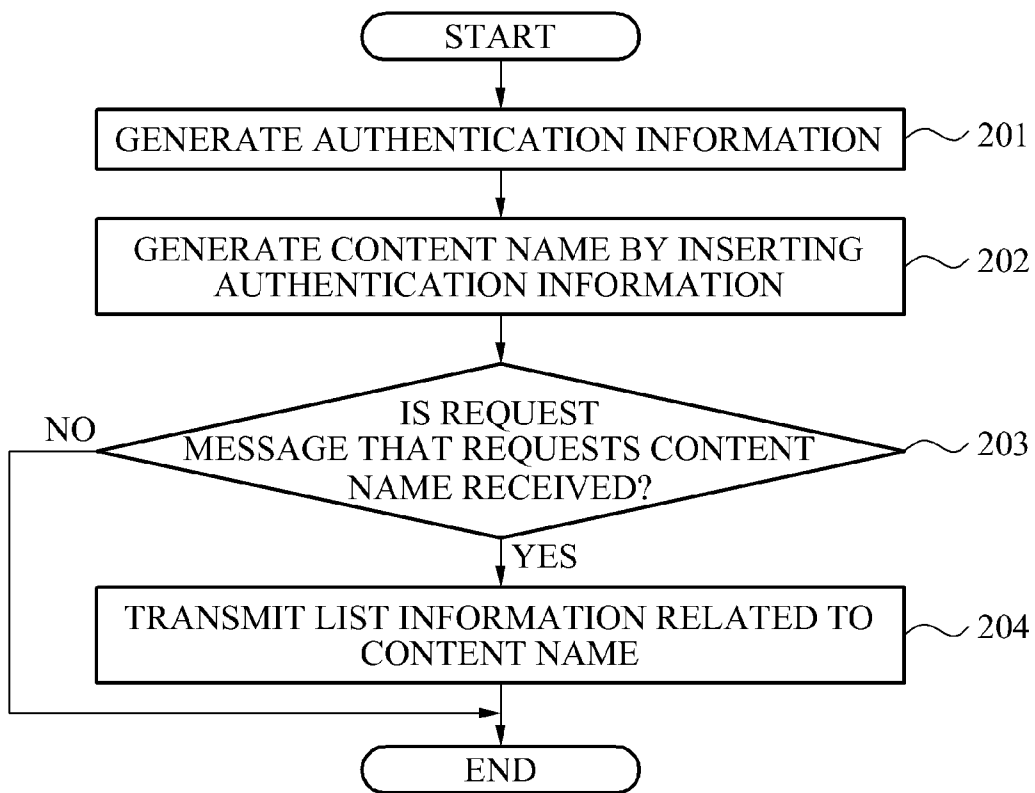 START
GENERATE AUTHENTICATION INFORMATION
201
GENERATE CONTENT NAME BY INSERTING
AUTHENTICATION INFORMATION
202
IS REQUEST
MESSAGE THAT REQUESTS CONTENT
NAME RECEIVED?
203
NO
YES
TRANSMIT LIST INFORMATION RELATED TO
CONTENT NAME
204
END